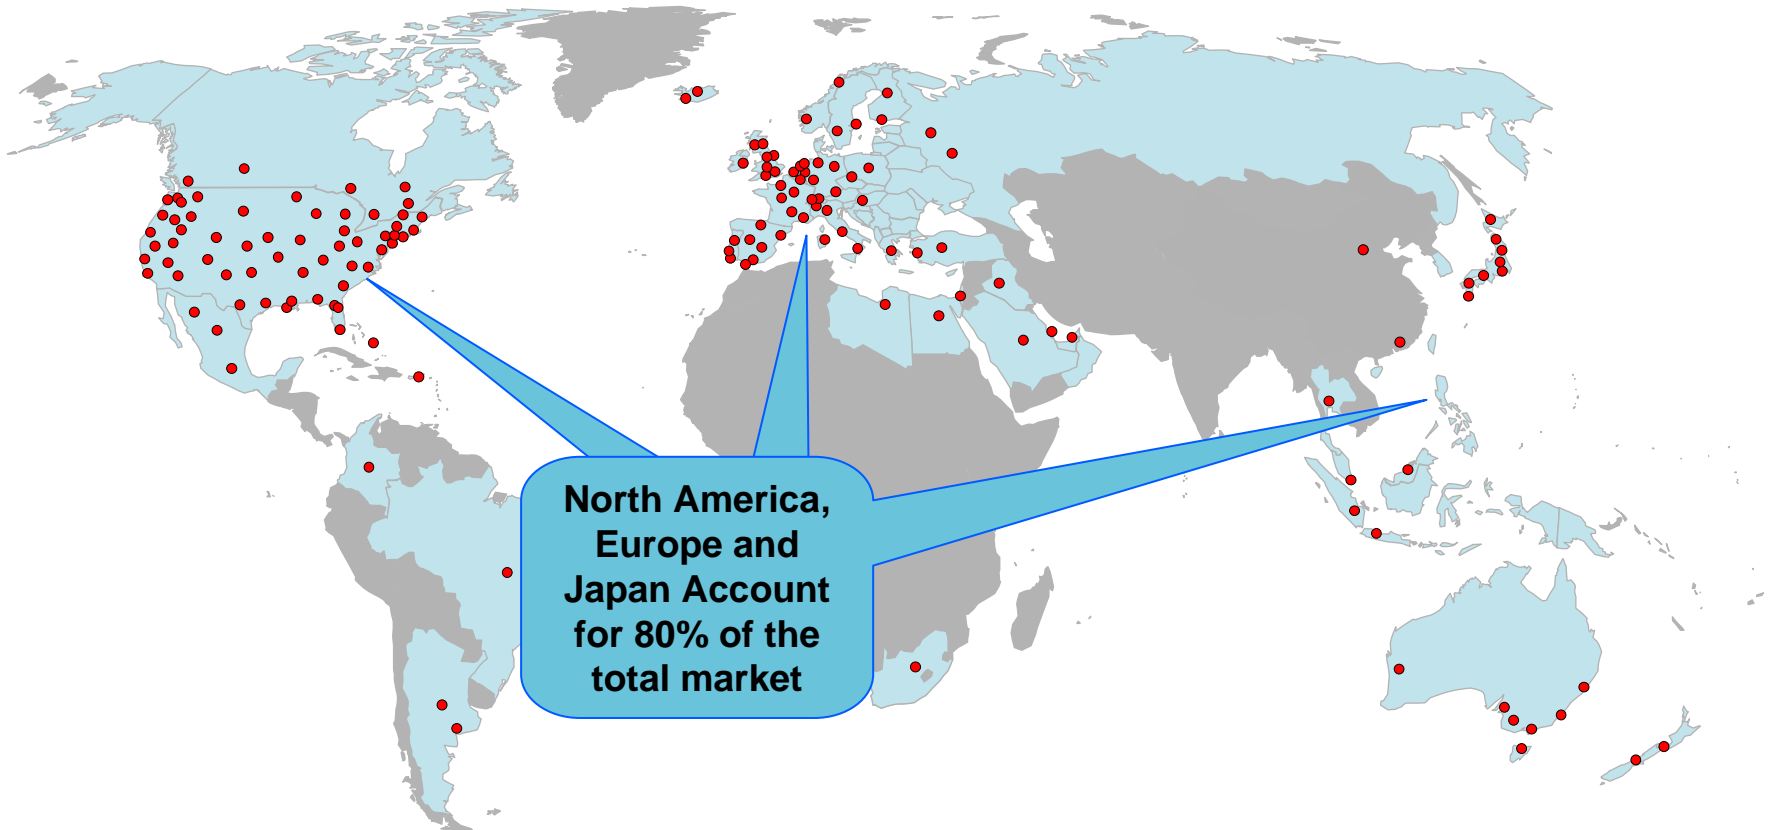 North America,
Europe and
Japan Account
for 80% of the
total market